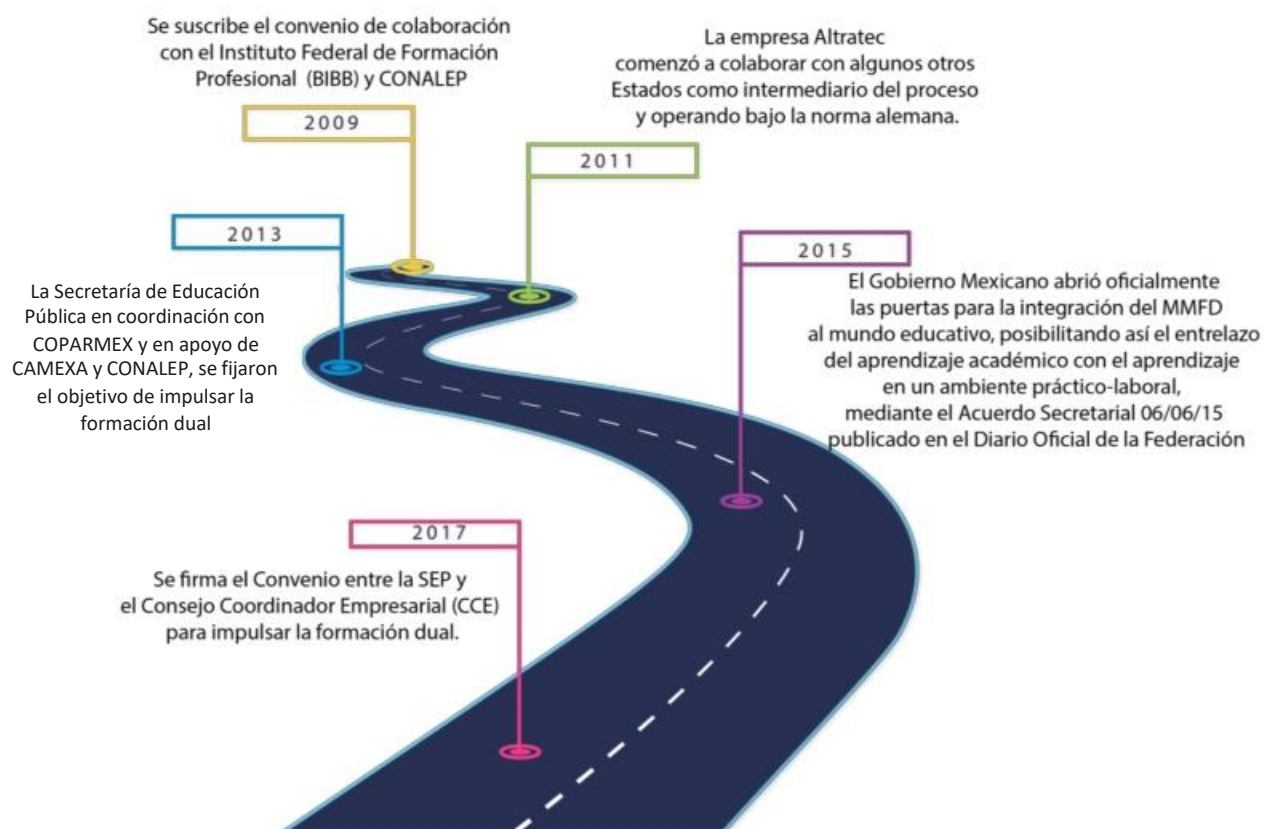 Se suscribe el convenio de colaboración
con el Instituto Federal de Formación
Profesional (BIBB) y CONALEP
2009
La empresa Altratec
comenzó a colaborar con algunos otros
Estados como intermediario del proceso
y operando bajo la norma alemana.
2011
2013
La Secretaría de Educación
Pública en coordinación con
COPARMEX y en apoyo de
CAMEXA y CONALEP, se fijaron
el objetivo de impulsar la
formación dual
2015
El Gobierno Mexicano abrió oficialmente
las puertas para la integración del MMFD
al mundo educativo, posibilitando así el entrelazo
del aprendizaje académico con el aprendizaje
en un ambiente práctico-laboral,
mediante el Acuerdo Secretarial 06/06/15
publicado en el Diario Oficial de la Federación
2017
Se firma el Convenio entre la SEP y
el Consejo Coordinador Empresarial (CCE)
para impulsar la formación dual.